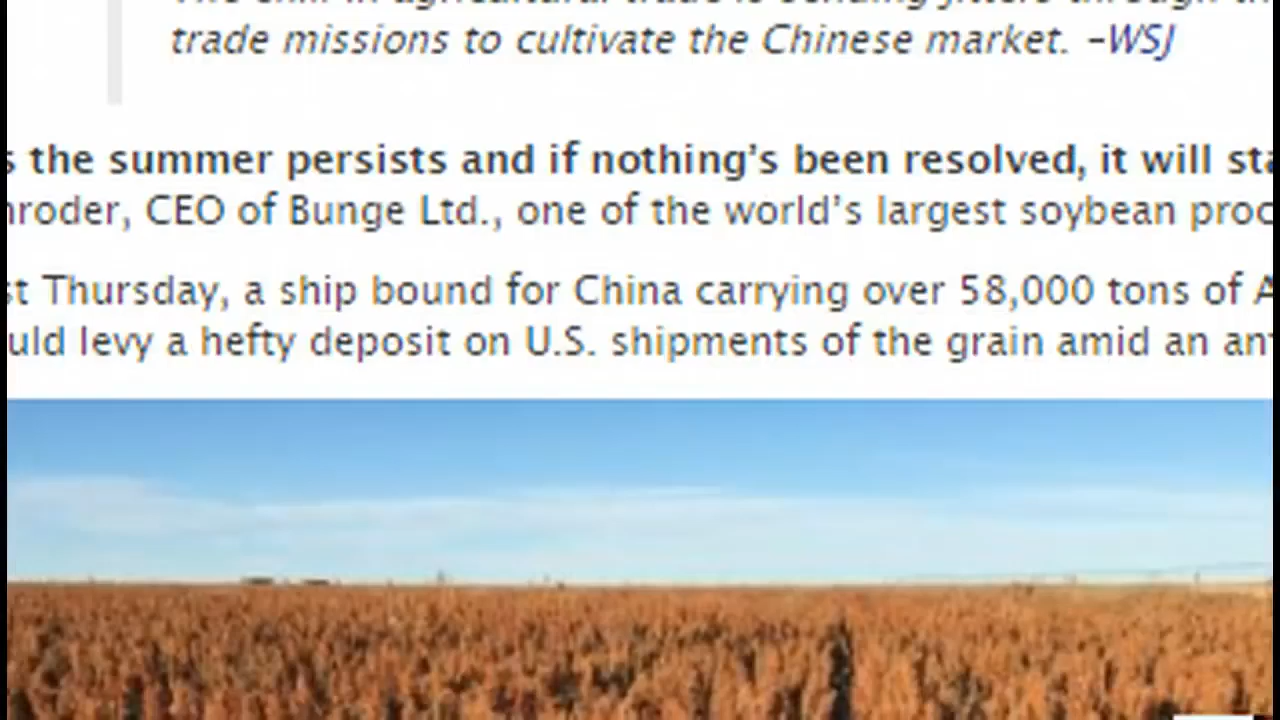 trade missions to cultivate the Chinese market. –WSJ
s the summer persists and if nothing's been resolved, it will sta
hroder, CEO of Bunge Ltd., one of the world's largest soybean proc
st Thursday, a ship bound for China carrying over 58,000 tons of A
uld levy a hefty deposit on U.S. shipments of the grain amid an ant